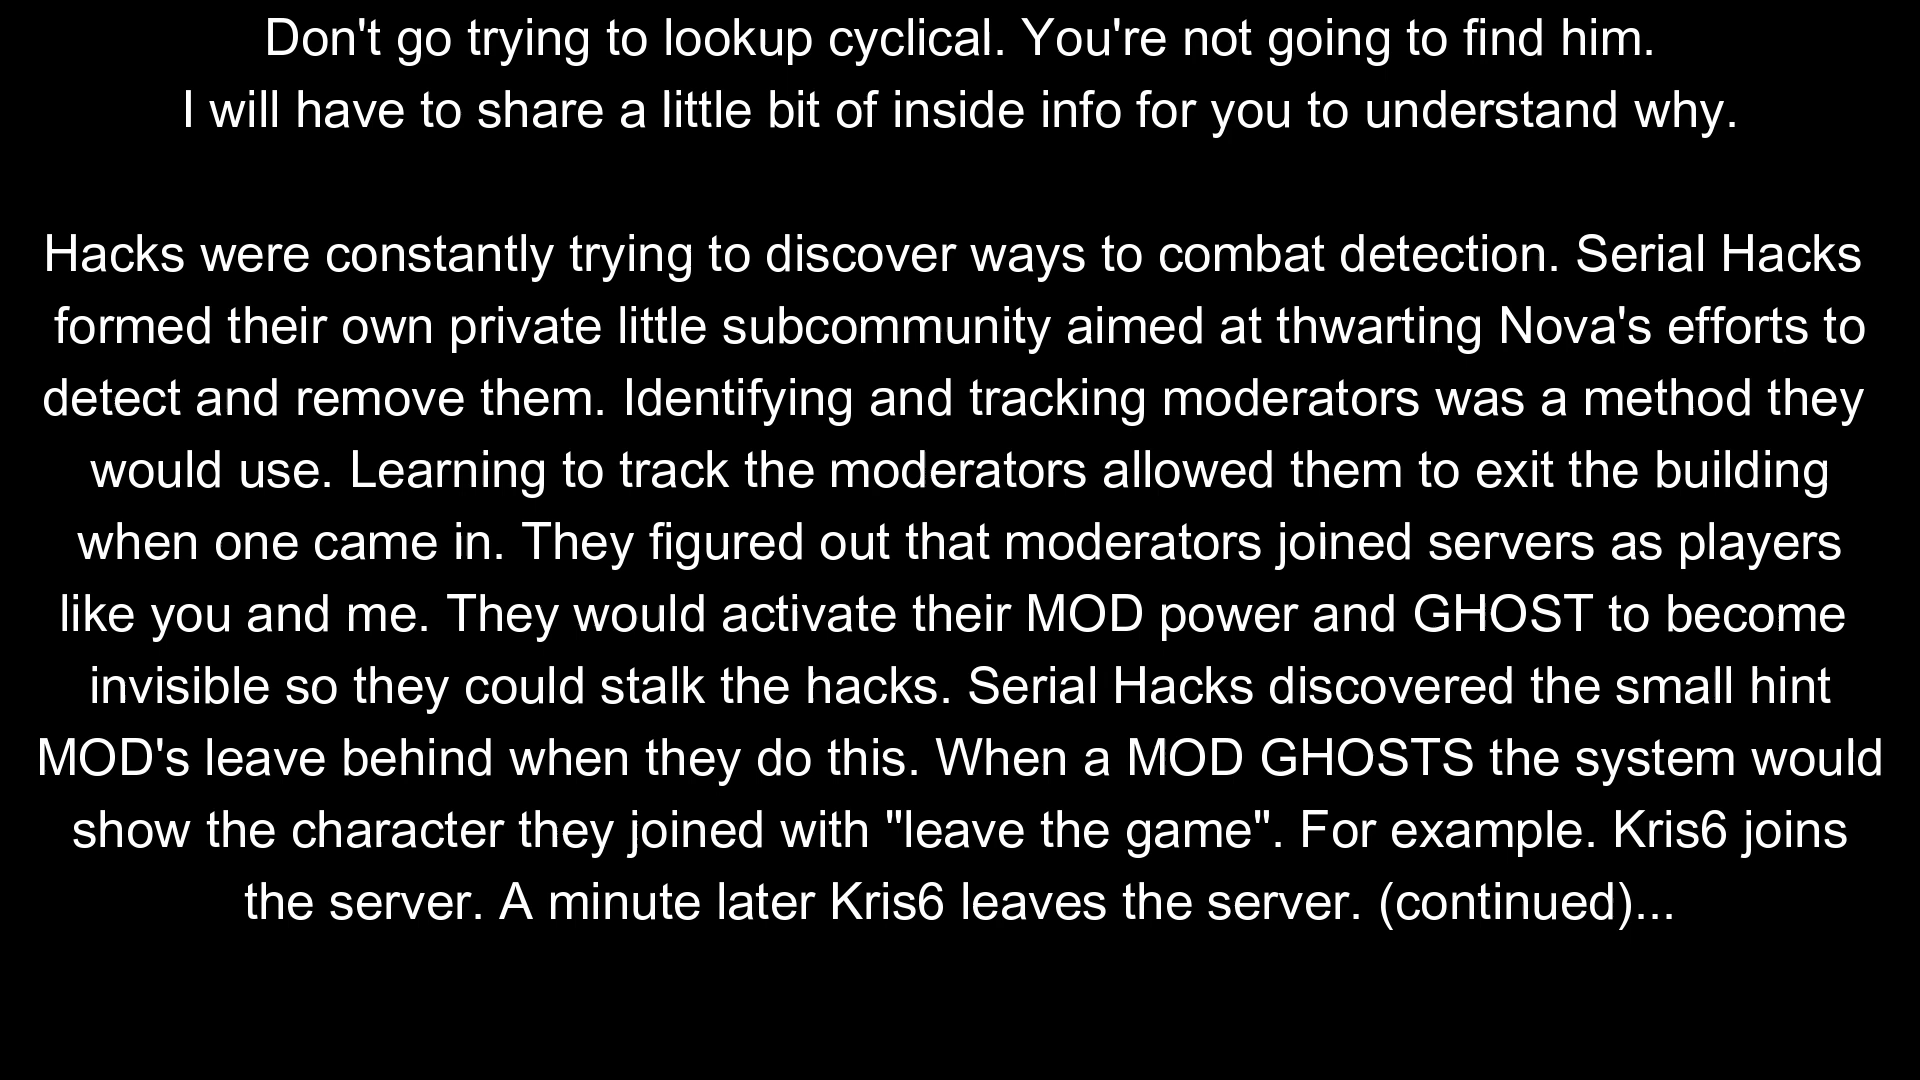 Don't go trying to lookup cyclical. You're not going to find him.
I will have to share a little bit of inside info for you to understand why.
Hacks were constantly trying to discover ways to combat detection. Serial Hacks
formed their own private little subcommunity aimed at thwarting Nova's efforts to
detect and remove them. Identifying and tracking moderators was a method they
would use. Learning to track the moderators allowed them to exit the building
when one came in. They figured out that moderators joined servers as players
like you and me. They would activate their MOD power and GHOST to become
invisible so they could stalk the hacks. Serial Hacks discovered the small hint
MOD's leave behind when they do this. When a MOD GHOSTS the system would
show the character they joined with "leave the game". For example. Kris6 joins
the server. A minute later Kris6 leaves the server. (continued)...